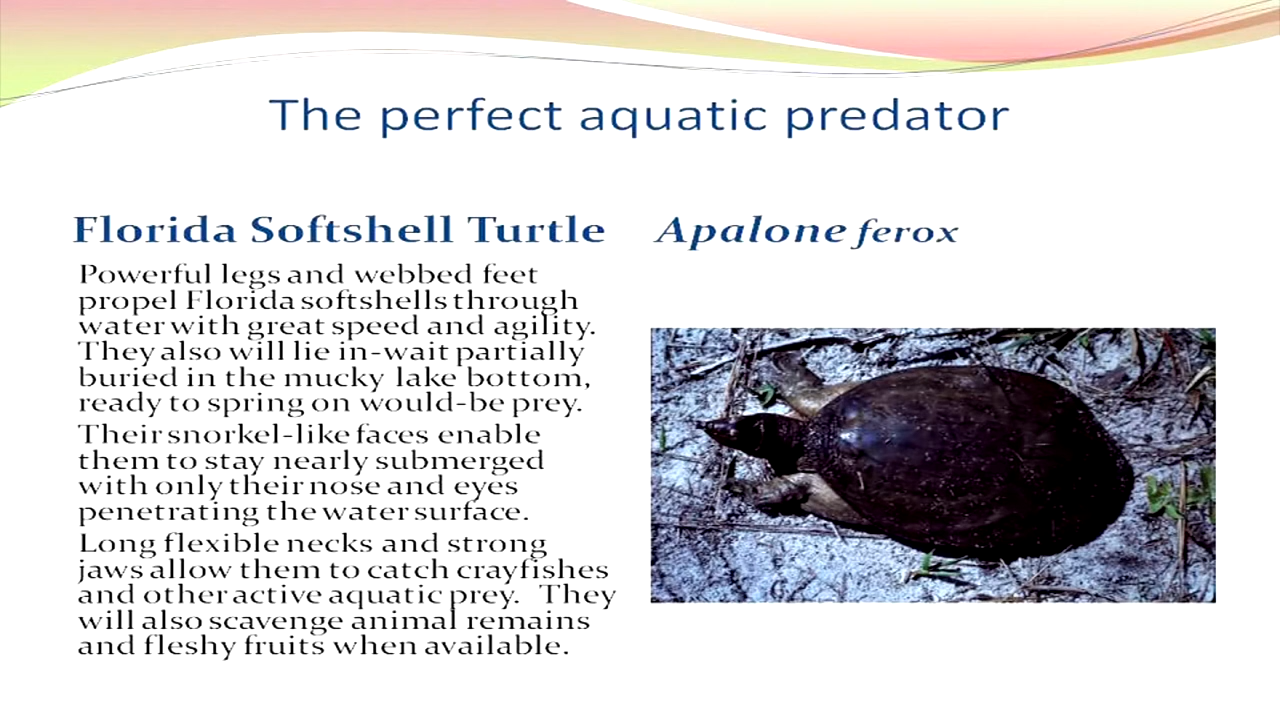 The perfect aquatic predator
Florida Softshell Turtle
Apalone ferox
Powerful legs and webbed feet
propel Florida softshells through
water with great speed and agility.
They also will lie in-wait partially
buried in the mucky lake bottom,
ready to spring on would-be prey.
Their snorkel-like faces enable
them to stay nearly submerged
with only their nose and eyes
penetrating the water surface.
Long flexible necks and strong
jaws allow them to catch crayfishes
and other active aquatic prey. They
will also scavenge animal remains
and fleshy fruits when available.